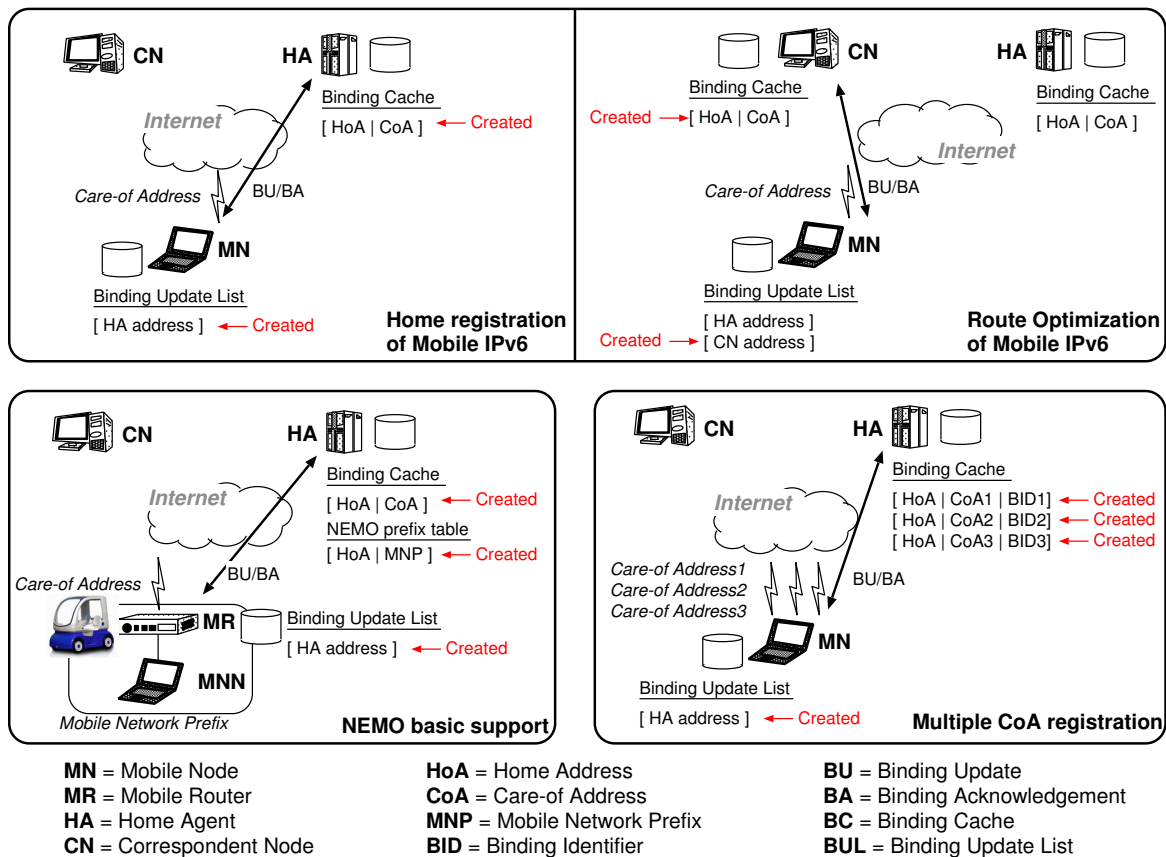 CN
HA
Binding Cache
[ HoA | CoA ]
Created
Internet
Care-of Address
BU/BA
MN
Binding Update List
[ HA address ]
Created
Home registration
of Mobile IPv6
CN
HA
Binding Cache
Created
[ HoA | CoA ]
Binding Cache
[ HoA | CoA ]
Internet
Care-of Address
BU/BA
MN
Binding Update List
[ HA address ]
Created
[ CN address ]
Route Optimization
of Mobile IPv6
CN
HA
Binding Cache
[ HoA | CoA ]
Created
NEMO prefix table
[ HoA | MNP ]
Created
Internet
BU/BA
Care-of Address
MR
Binding Update List
[ HA address ]
Created
MNN
Mobile Network Prefix
NEMO basic support
CN
HA
Binding Cache
[ HoA | CoA1 | BID1]
Created
[ HoA | CoA2 | BID2]
Created
[ HoA | CoA3 | BID3]
Created
Internet
Care-of Address1
Care-of Address2
Care-of Address3
BU/BA
MN
Binding Update List
[ HA address ]
Created
Multiple CoA registration
MN = Mobile Node
MR = Mobile Router
HA = Home Agent
CN = Correspondent Node
HoA = Home Address
CoA = Care-of Address
MNP = Mobile Network Prefix
BID = Binding Identifier
BU = Binding Update
BA = Binding Acknowledgement
BC = Binding Cache
BUL = Binding Update List